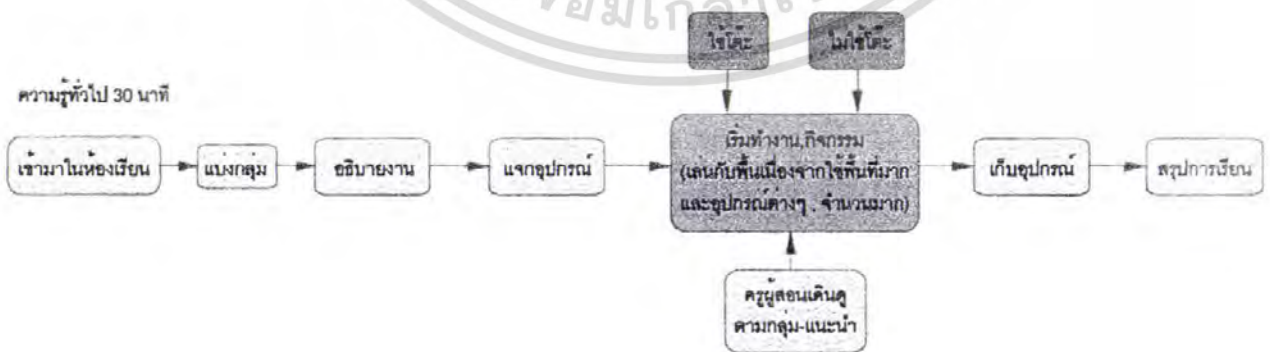 ใช้โต๊ะ
ไม่ใช้โต๊ะ
ความรู้ทั่วไป 30 นาที
เข้ามาในห้องเรียน
แบ่งกลุ่ม
อธิบายงาน
แจกอุปกรณ์
เริ่มทำงาน,กิจกรรม
(เล่นกับพื้นเนื่องจากใช้พื้นที่มาก
และอุปกรณ์ต่างๆ , จำนวนมาก)
เก็บอุปกรณ์
สรุปการเรียน
ครูผู้สอนเดินดู
ตามกลุ่ม-แนะนำ